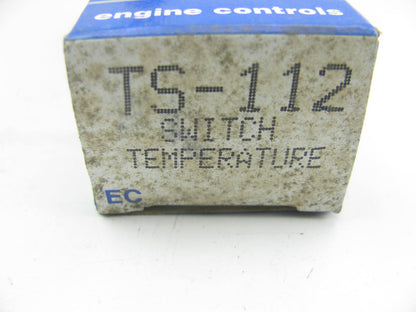 engine controls
TS-112
SWITCH
TEMPERATURE
EC